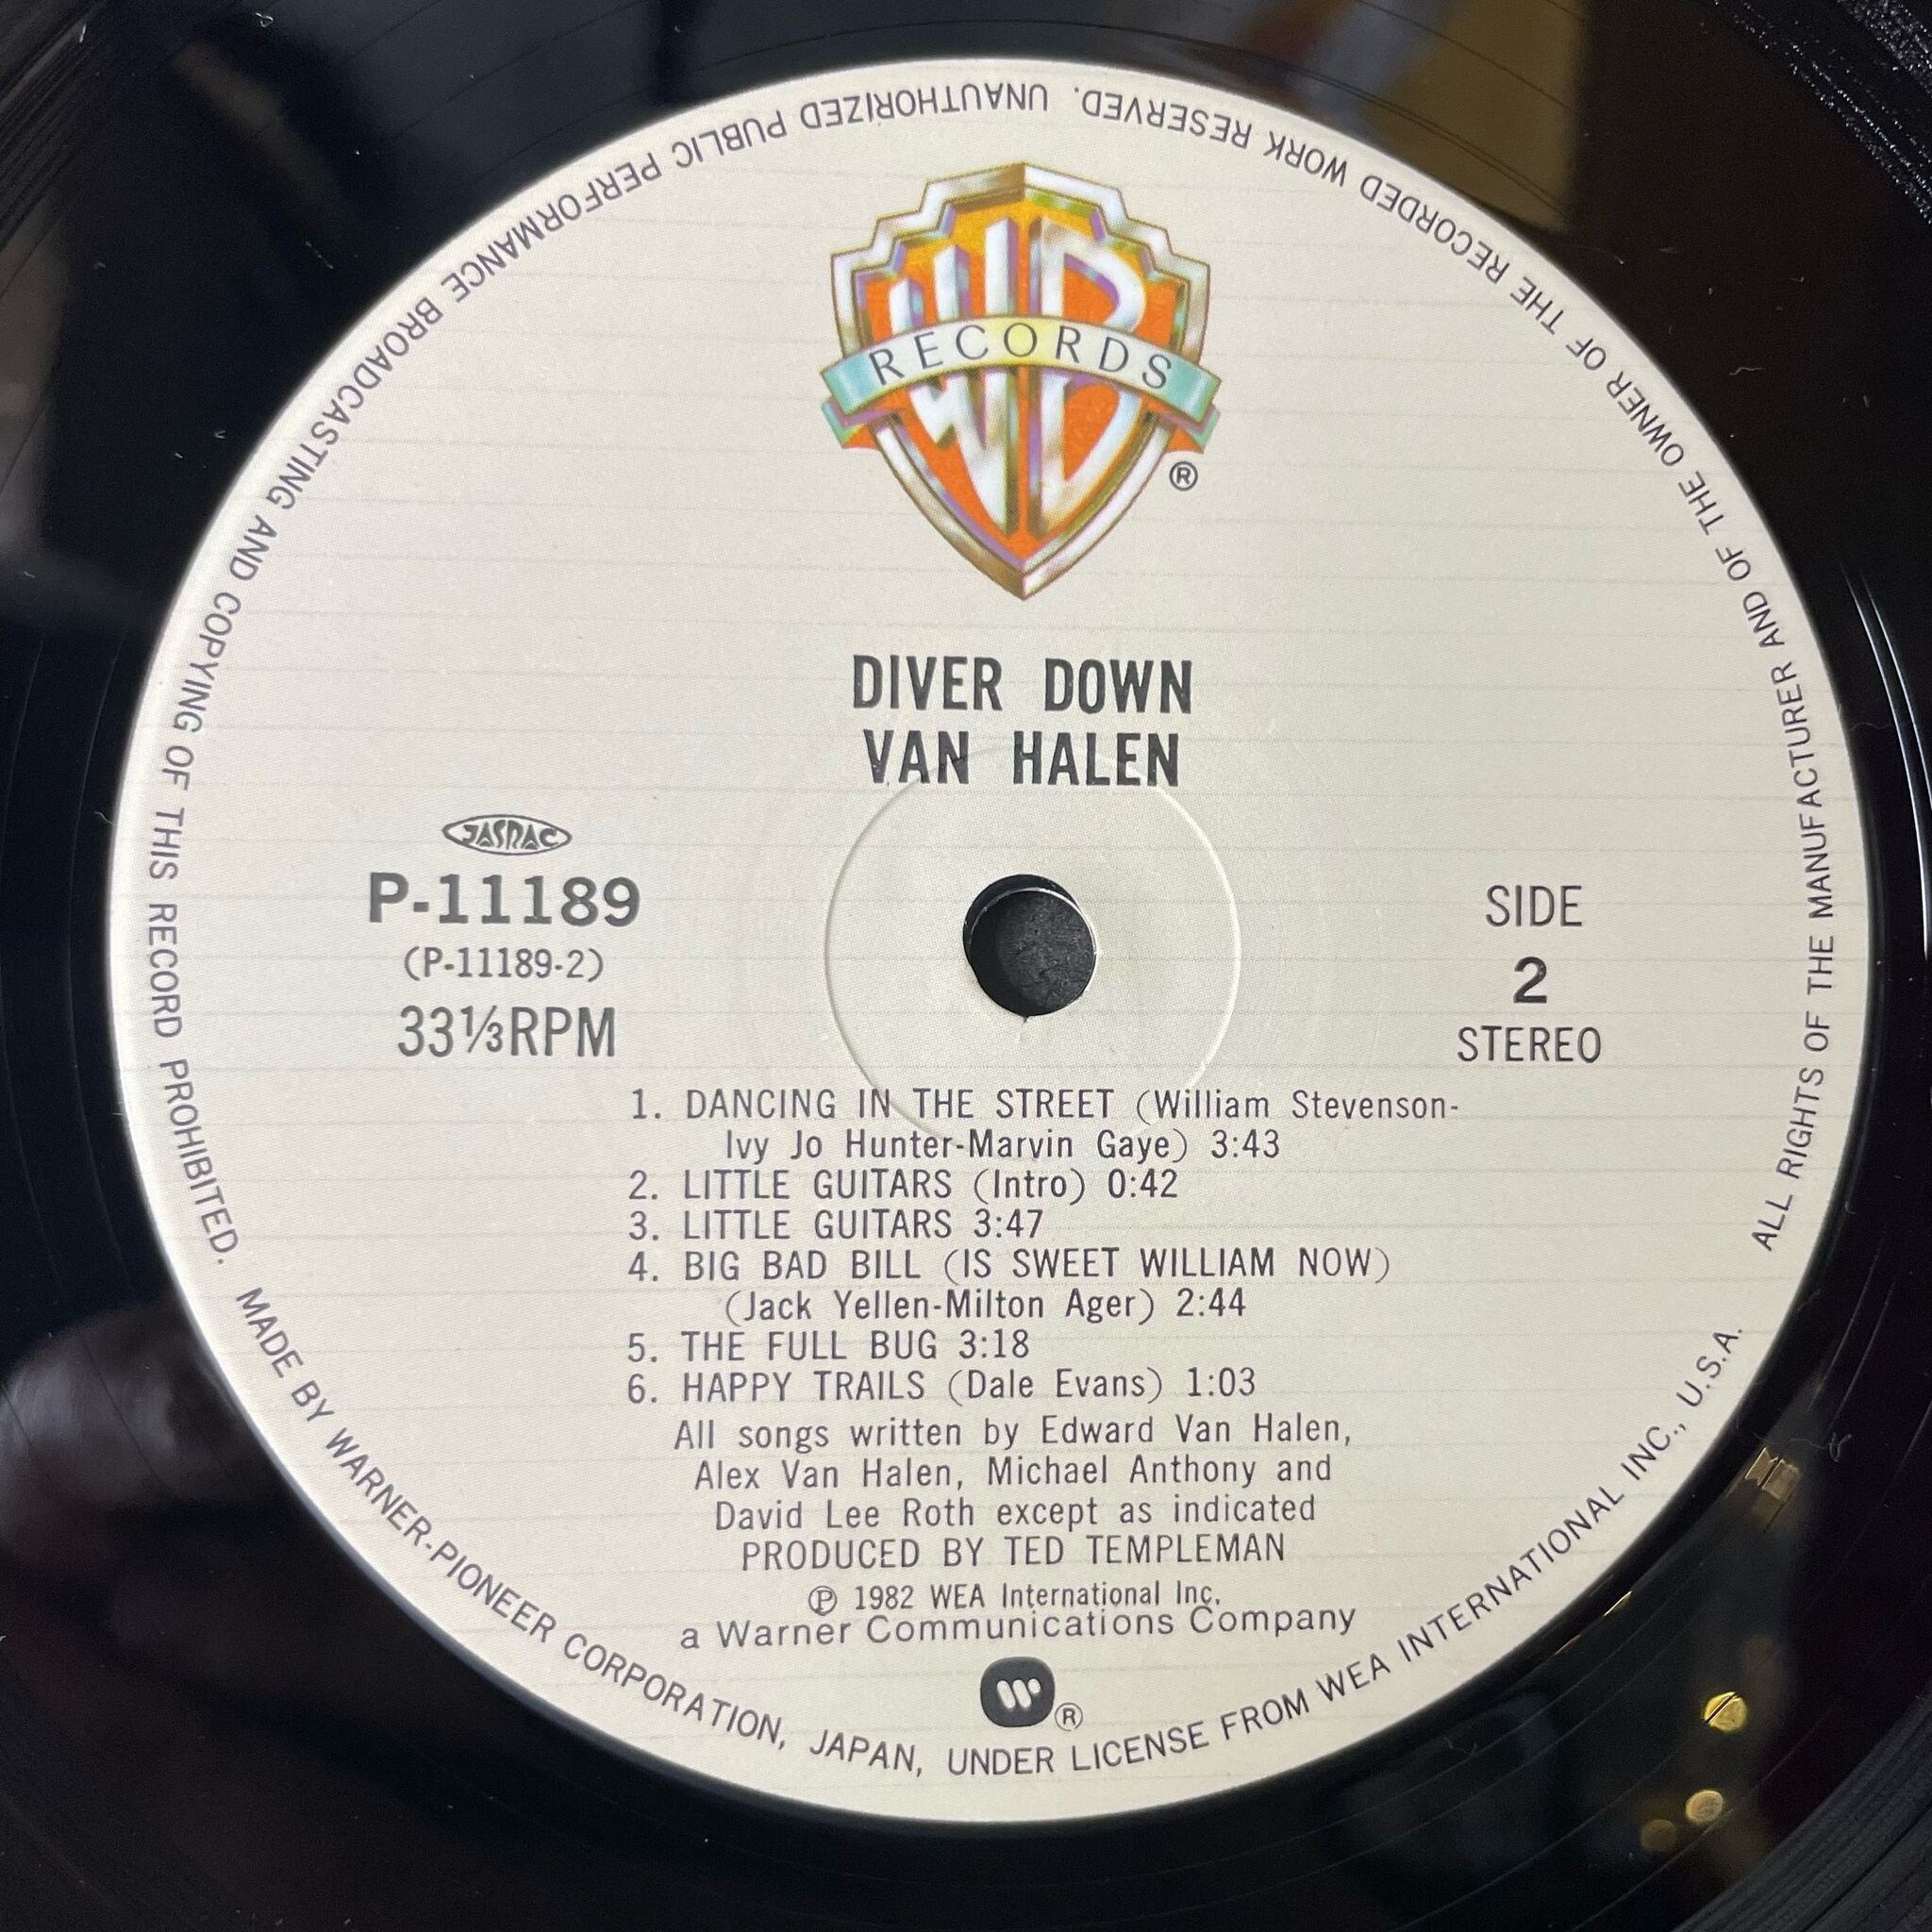 WB
RECORDS
®
DIVER DOWN
VAN HALEN
JASRAC
P-11189
(P-11189-2)
33⅓RPM
SIDE
2
STEREO
1. DANCING IN THE STREET (William Stevenson-
Ivy Jo Hunter-Marvin Gaye) 3:43
2. LITTLE GUITARS (Intro) 0:42
3. LITTLE GUITARS 3:47
4. BIG BAD BILL (IS SWEET WILLIAM NOW)
(Jack Yellen-Milton Ager) 2:44
5. THE FULL BUG 3:18
6. HAPPY TRAILS (Dale Evans) 1:03
All songs written by Edward Van Halen,
Alex Van Halen, Michael Anthony and
David Lee Roth except as indicated
PRODUCED BY TED TEMPLEMAN
℗ 1982 WEA International Inc.
a Warner Communications Company
W®
ALL RIGHTS OF THE MANUFACTURER AND OF THE OWNER OF THE RECORDED WORK RESERVED. UNAUTHORIZED PUBLIC PERFORMANCE BROADCASTING AND COPYING OF THIS RECORD PROHIBITED.
MADE BY WARNER-PIONEER CORPORATION, JAPAN, UNDER LICENSE FROM WEA INTERNATIONAL INC., U.S.A.